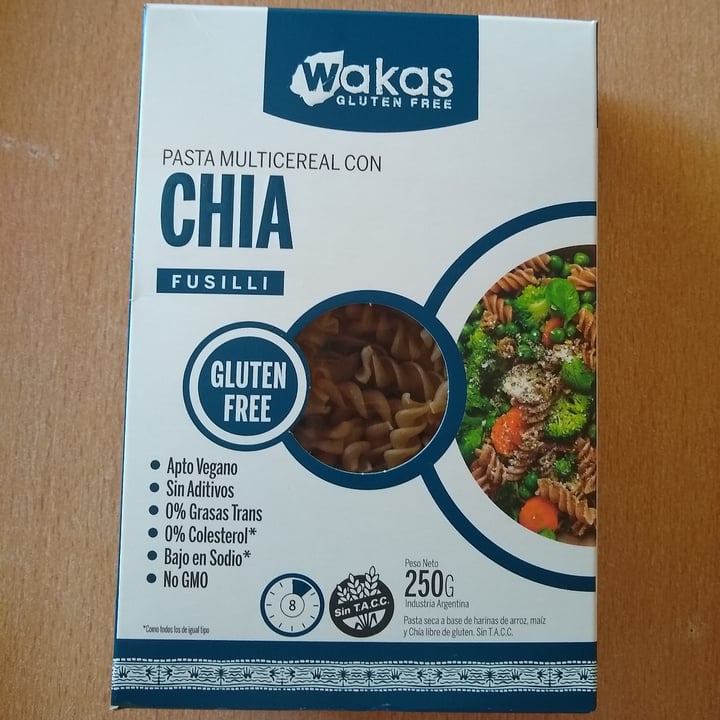 Wakas
GLUTEN FREE
PASTA MULTICEREAL CON
CHIA
FUSILLI
GLUTEN
FREE
• Apto Vegano
• Sin Aditivos
• 0% Grasas Trans
• 0% Colesterol*
• Bajo en Sodio*
• No GMO
*Como todos los de igual tipo
8
Sin T.A.C.C.
Peso Neto
250G
Industria Argentina
Pasta seca a base de harinas de arroz, maíz
y Chía libre de gluten. Sin T.A.C.C.